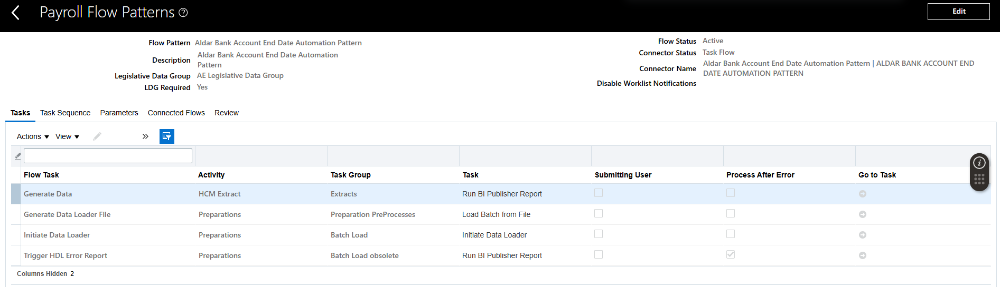 Payroll Flow Patterns
Edit
Flow Pattern Aldar Bank Account End Date Automation Pattern
Description Aldar Bank Account End Date Automation
Pattern
Legislative Data Group AE Legislative Data Group
LDG Required Yes
Flow Status Active
Connector Status Task Flow
Connector Name Aldar Bank Account End Date Automation Pattern | ALDAR BANK ACCOUNT END
DATE AUTOMATION PATTERN
Disable Worklist Notifications
Tasks Task Sequence Parameters Connected Flows Review
Actions View
Flow Task Activity Task Group Task Submitting User Process After Error Go to Task
Generate Data HCM Extract Extracts Run BI Publisher Report
Generate Data Loader File Preparations Preparation PreProcesses Load Batch from File
Initiate Data Loader Preparations Batch Load Initiate Data Loader
Trigger HDL Error Report Preparations Batch Load obsolete Run BI Publisher Report
Columns Hidden 2